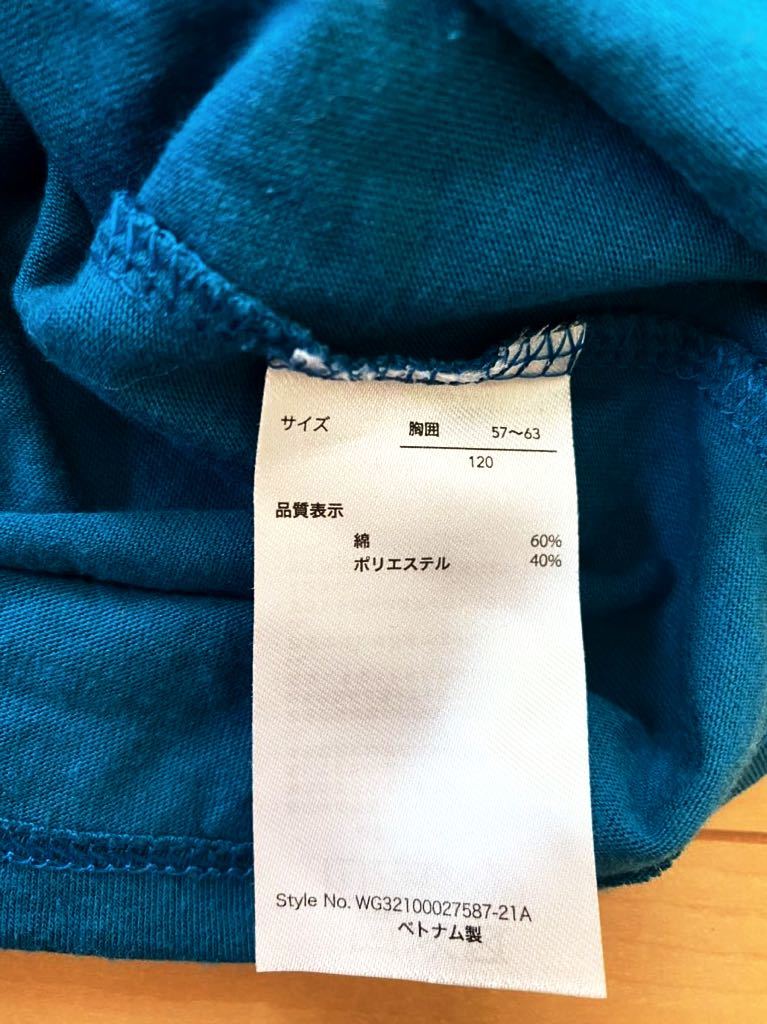 サイズ 胸囲 57〜63
120
品質表示
綿 60%
ポリエステル 40%
Style No. WG32100027587-21A
ベトナム製